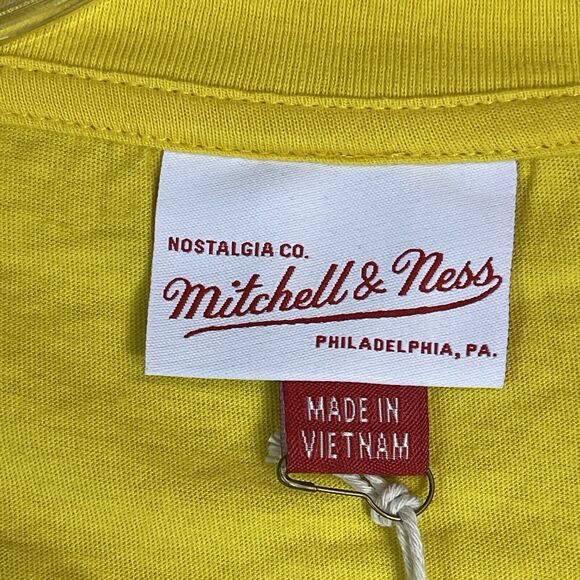 NOSTALGIA CO.
Mitchell & Ness
PHILADELPHIA, PA.
MADE IN
VIETNAM